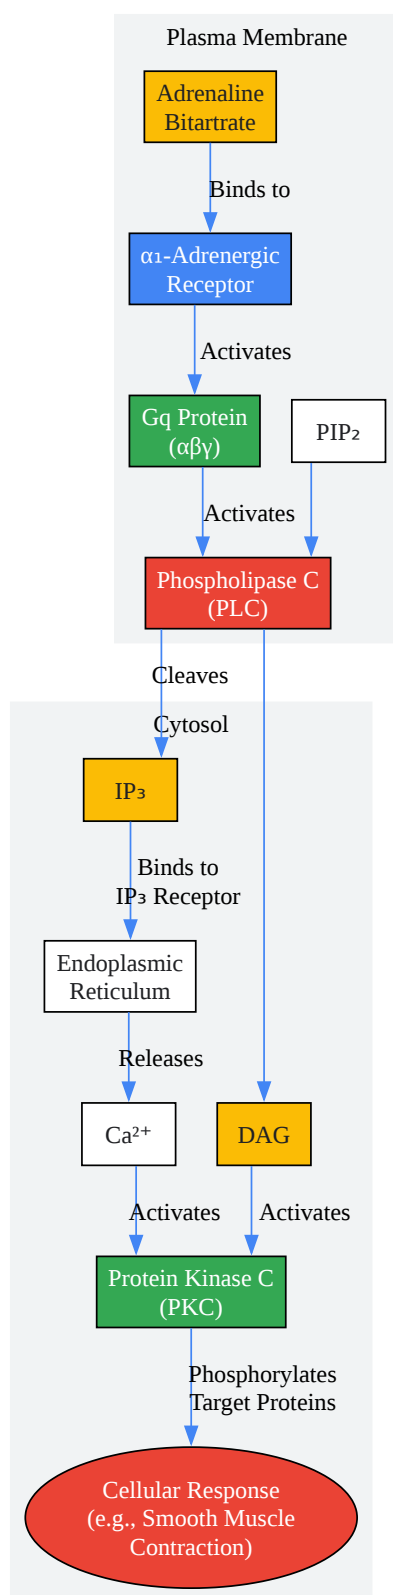 Plasma Membrane
Adrenaline
Bitartrate
Binds to
α₁-Adrenergic
Receptor
Activates
Gq Protein
(αβγ)
PIP₂
Activates
Phospholipase C
(PLC)
Cleaves
Cytosol
IP₃
Binds to
IP₃ Receptor
Endoplasmic
Reticulum
Releases
Ca²⁺
DAG
Activates
Activates
Protein Kinase C
(PKC)
Phosphorylates
Target Proteins
Cellular Response
(e.g., Smooth Muscle
Contraction)